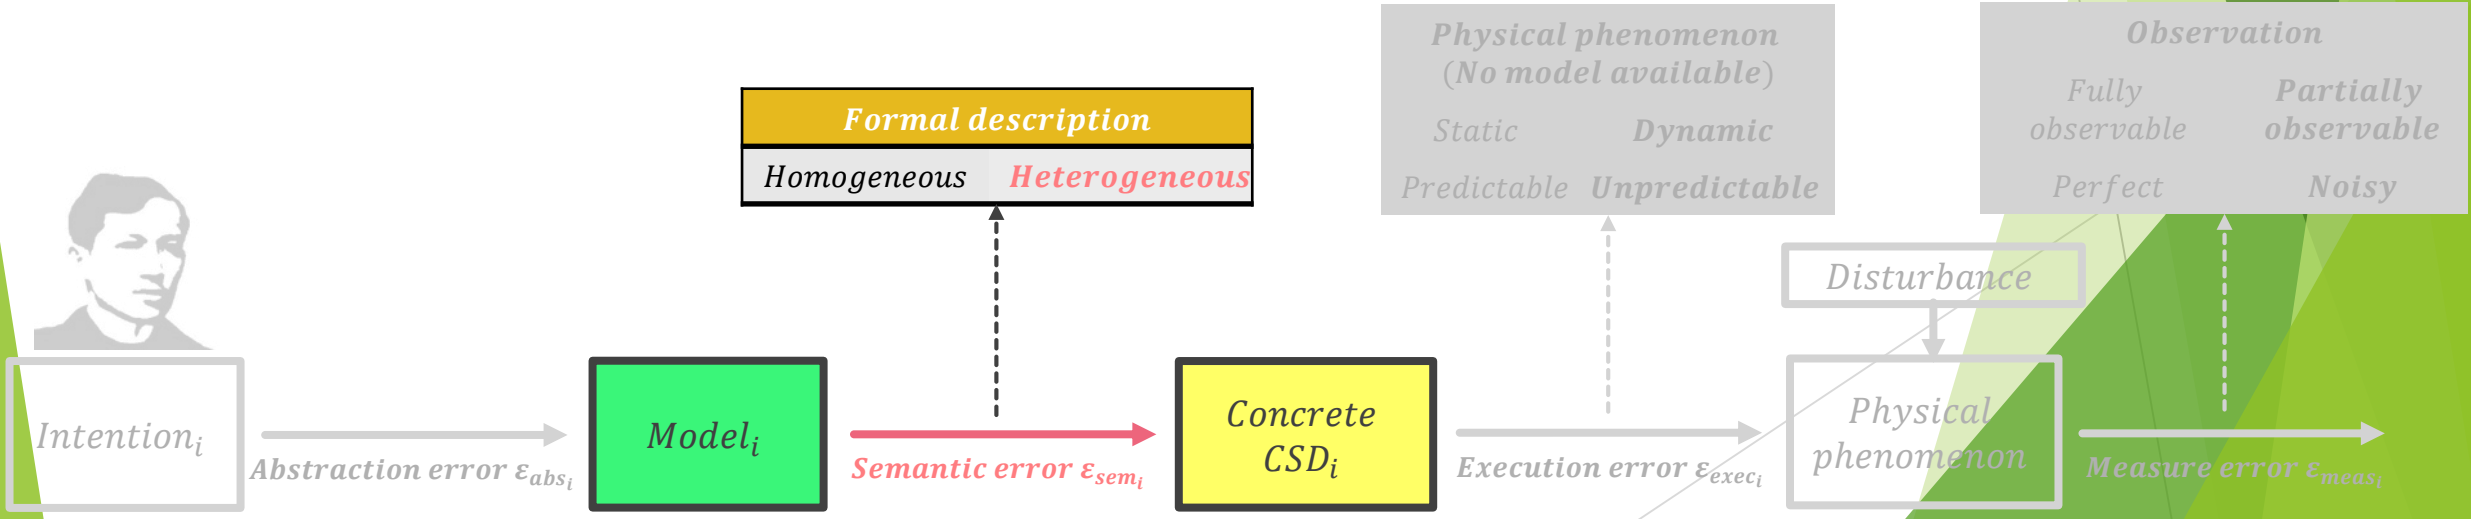 Physical phenomenon
(No model available)
Static Dynamic
Predictable Unpredictable
Observation
Fully observable
Partially observable
Perfect Noisy
Formal description
Homogeneous Heterogeneous
Disturbance
Intention_i
Abstraction error ε_abs_i
Model_i
Semantic error ε_sem_i
Concrete
CSD_i
Execution error ε_exec_i
Physical
phenomenon
Measure error ε_meas_i